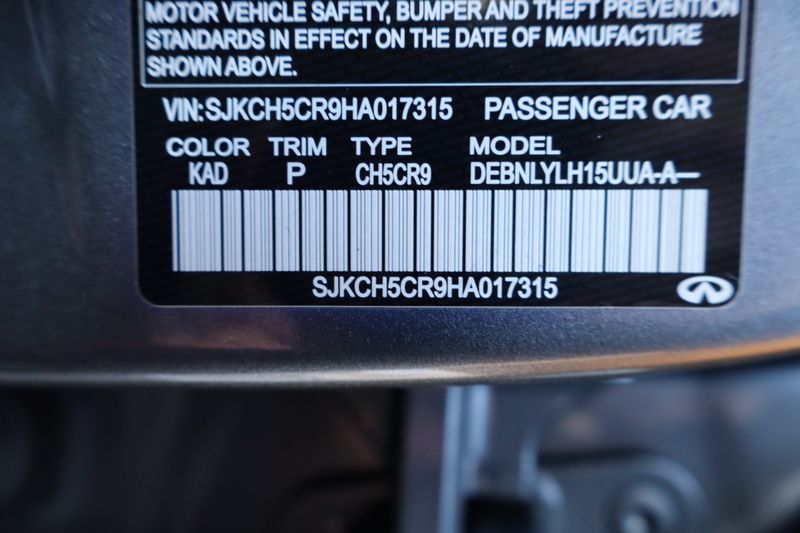 MOTOR VEHICLE SAFETY, BUMPER AND THEFT PREVENTION
STANDARDS IN EFFECT ON THE DATE OF MANUFACTURE
SHOWN ABOVE.
VIN: SJKCH5CR9HA017315 PASSENGER CAR
COLOR TRIM TYPE MODEL
KAD P CH5CR9 DEBNLYLH15UUA-A—
SJKCH5CR9HA017315